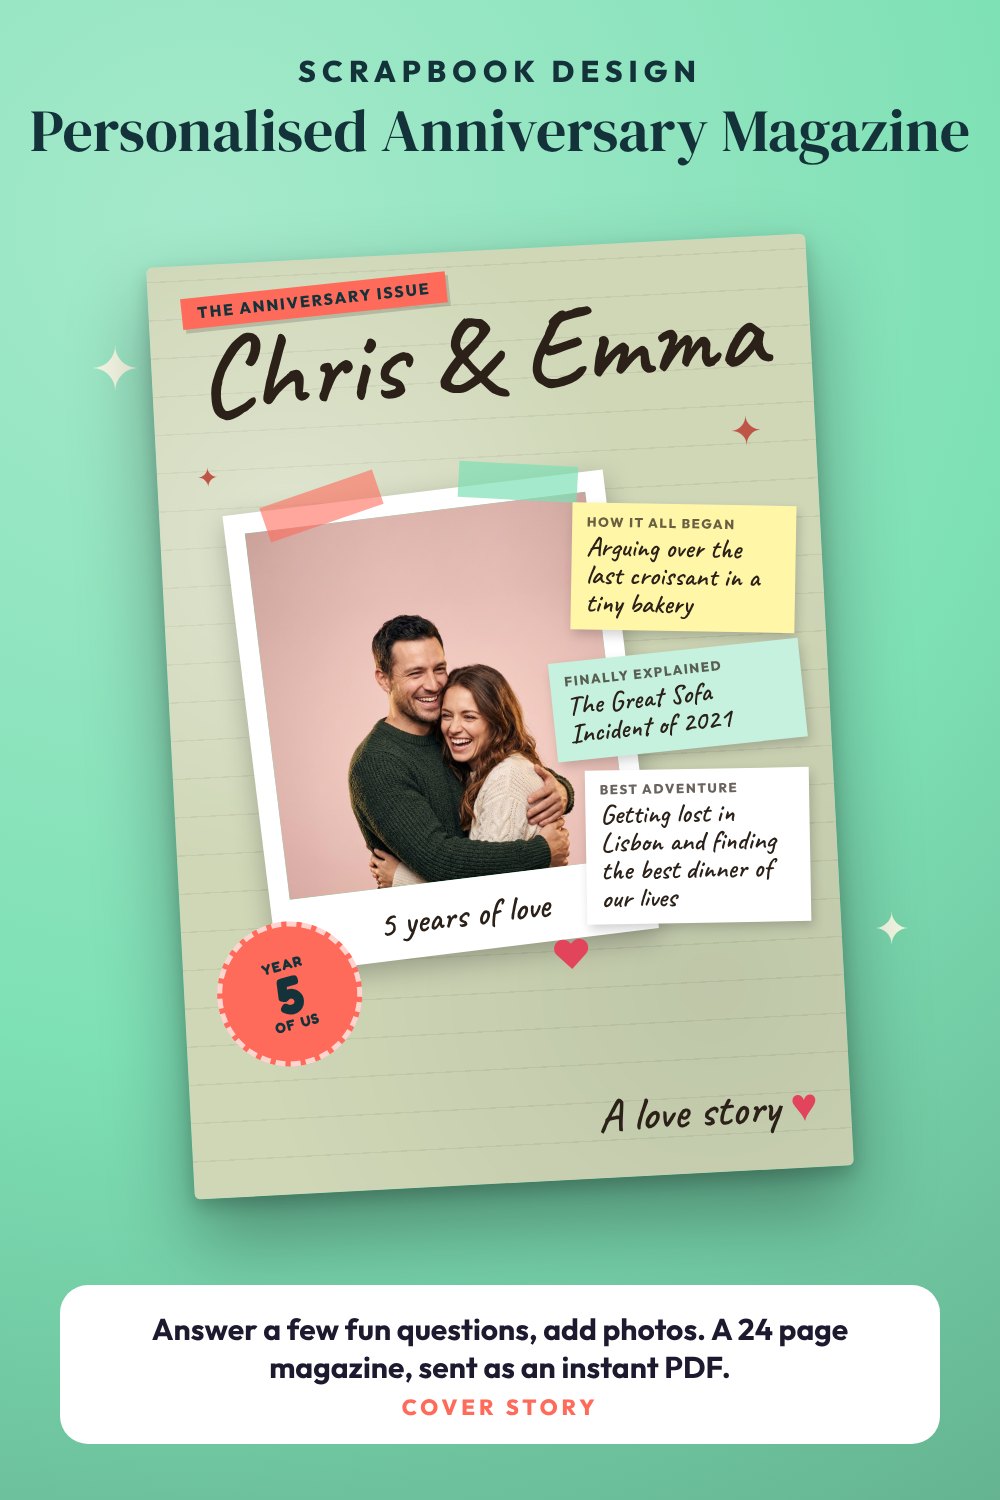 SCRAPBOOK DESIGN
Personalised Anniversary Magazine
THE ANNIVERSARY ISSUE
Chris & Emma
HOW IT ALL BEGAN
Arguing over the
last croissant in a
tiny bakery
FINALLY EXPLAINED
The Great Sofa
Incident of 2021
BEST ADVENTURE
Getting lost in
Lisbon and finding
the best dinner of
our lives
5 years of love
YEAR
5
OF US
A love story ♥
Answer a few fun questions, add photos. A 24 page
magazine, sent as an instant PDF.
COVER STORY